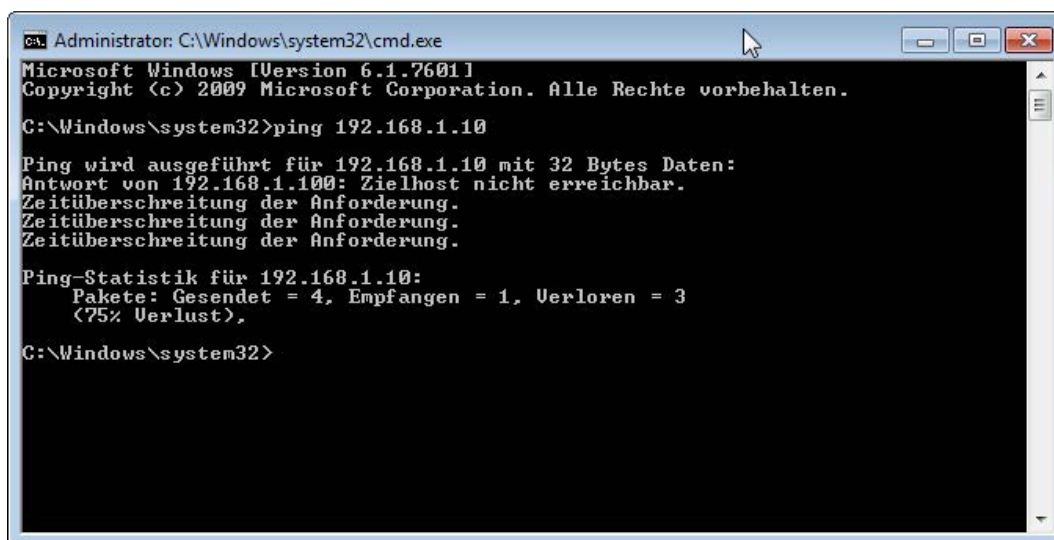 Administrator: C:\Windows\system32\cmd.exe
Microsoft Windows [Version 6.1.7601]
Copyright (c) 2009 Microsoft Corporation. Alle Rechte vorbehalten.
C:\Windows\system32>ping 192.168.1.10
Ping wird ausgeführt für 192.168.1.10 mit 32 Bytes Daten:
Antwort von 192.168.1.100: Zielhost nicht erreichbar.
Zeitüberschreitung der Anforderung.
Zeitüberschreitung der Anforderung.
Zeitüberschreitung der Anforderung.
Ping-Statistik für 192.168.1.10:
Pakete: Gesendet = 4, Empfangen = 1, Verloren = 3
(75% Verlust),
C:\Windows\system32>